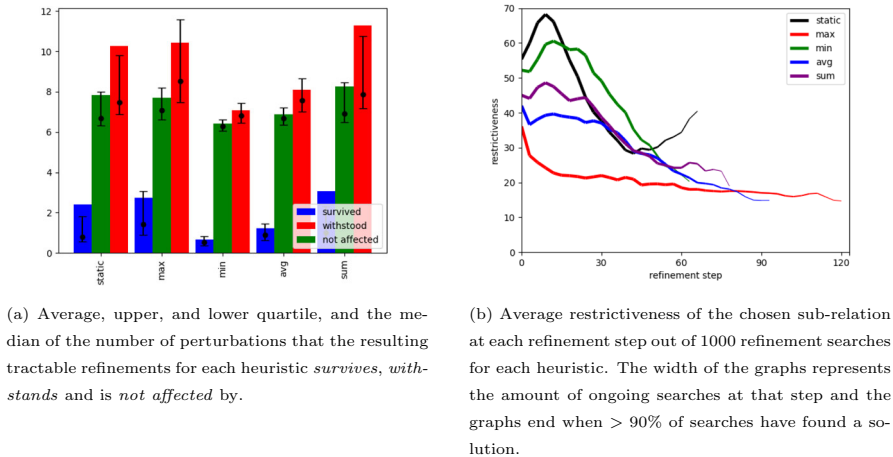 12
10
8
6
4
2
0
static
max
min
avg
sum
survived
withstood
not affected
restrictiveness
70
60
50
40
30
20
10
0
0
30
60
90
120
refinement step
static
max
min
avg
sum
(a) Average, upper, and lower quartile, and the me-
dian of the number of perturbations that the resulting
tractable refinements for each heuristic survives, with-
stands and is not affected by.
(b) Average restrictiveness of the chosen sub-relation
at each refinement step out of 1000 refinement searches
for each heuristic. The width of the graphs represents
the amount of ongoing searches at that step and the
graphs end when > 90% of searches have found a so-
lution.